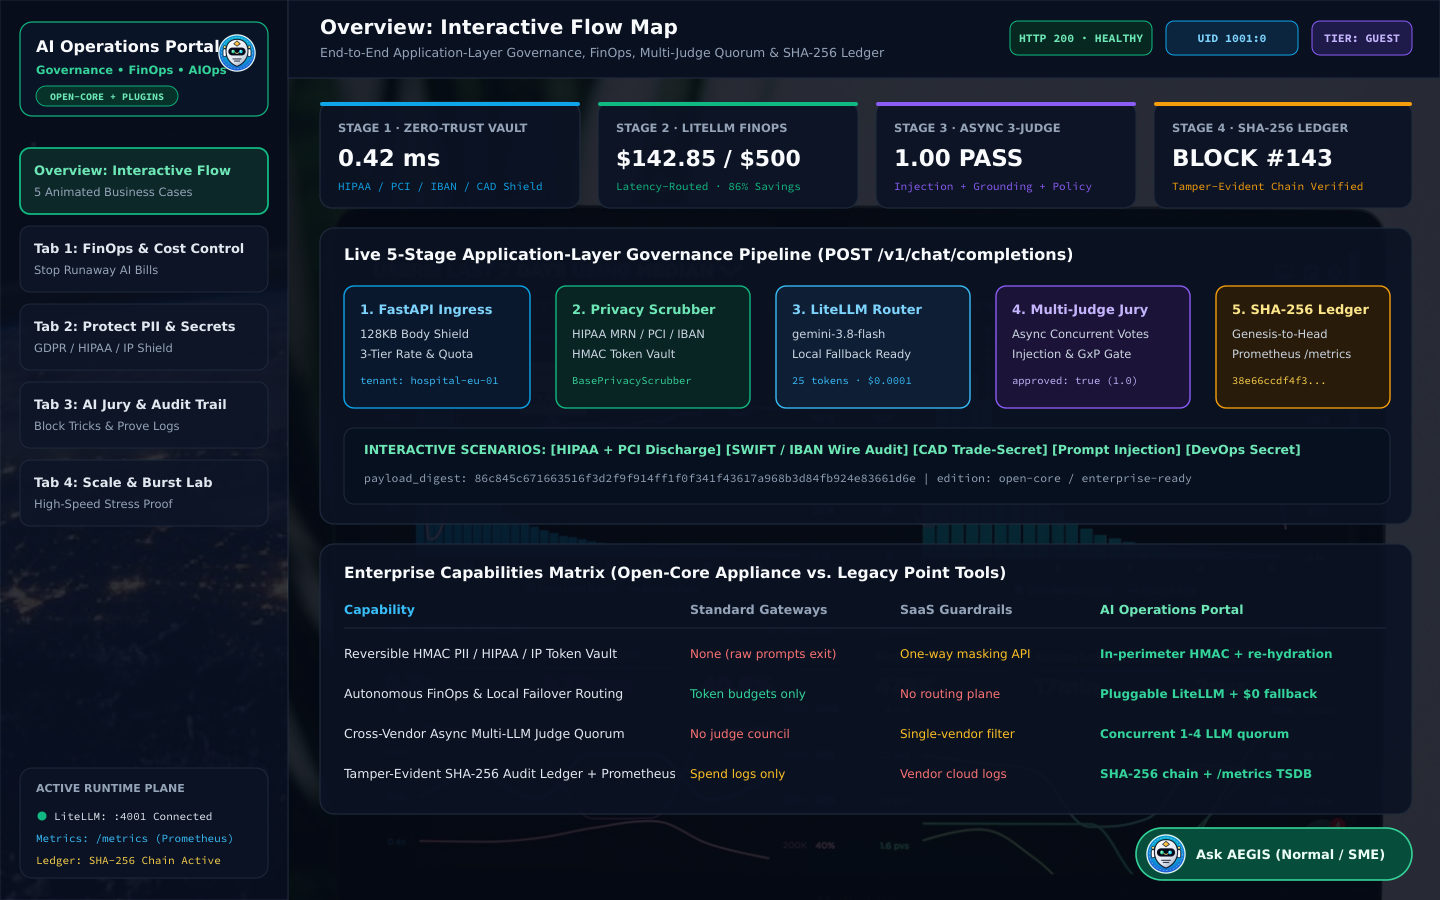 AI Operations Portal
Governance • FinOps • AIOps
OPEN-CORE + PLUGINS
Overview: Interactive Flow
5 Animated Business Cases
Tab 1: FinOps & Cost Control
Stop Runaway AI Bills
Tab 2: Protect PII & Secrets
GDPR / HIPAA / IP Shield
Tab 3: AI Jury & Audit Trail
Block Tricks & Prove Logs
Tab 4: Scale & Burst Lab
High-Speed Stress Proof
ACTIVE RUNTIME PLANE
LiteLLM: :4001 Connected
Metrics: /metrics (Prometheus)
Ledger: SHA-256 Chain Active
Overview: Interactive Flow Map
End-to-End Application-Layer Governance, FinOps, Multi-Judge Quorum & SHA-256 Ledger
HTTP 200 · HEALTHY
UID 1001:0
TIER: GUEST
STAGE 1 · ZERO-TRUST VAULT
0.42 ms
HIPAA / PCI / IBAN / CAD Shield
STAGE 2 · LITELLM FINOPS
$142.85 / $500
Latency-Routed · 86% Savings
STAGE 3 · ASYNC 3-JUDGE
1.00 PASS
Injection + Grounding + Policy
STAGE 4 · SHA-256 LEDGER
BLOCK #143
Tamper-Evident Chain Verified
Live 5-Stage Application-Layer Governance Pipeline (POST /v1/chat/completions)
1. FastAPI Ingress
128KB Body Shield
3-Tier Rate & Quota
tenant: hospital-eu-01
2. Privacy Scrubber
HIPAA MRN / PCI / IBAN
HMAC Token Vault
BasePrivacyScrubber
3. LiteLLM Router
gemini-3.8-flash
Local Fallback Ready
25 tokens · $0.0001
4. Multi-Judge Jury
Async Concurrent Votes
Injection & GxP Gate
approved: true (1.0)
5. SHA-256 Ledger
Genesis-to-Head
Prometheus /metrics
38e66ccdf4f3...
INTERACTIVE SCENARIOS: [HIPAA + PCI Discharge] [SWIFT / IBAN Wire Audit] [CAD Trade-Secret] [Prompt Injection] [DevOps Secret]
payload_digest: 86c845c671663516f3d2f9f914ff1f0f341f43617a968b3d84fb924e83661d6e | edition: open-core / enterprise-ready
Enterprise Capabilities Matrix (Open-Core Appliance vs. Legacy Point Tools)
Capability Standard Gateways SaaS Guardrails AI Operations Portal
Reversible HMAC PII / HIPAA / IP Token Vault None (raw prompts exit) One-way masking API In-perimeter HMAC + re-hydration
Autonomous FinOps & Local Failover Routing Token budgets only No routing plane Pluggable LiteLLM + $0 fallback
Cross-Vendor Async Multi-LLM Judge Quorum No judge council Single-vendor filter Concurrent 1-4 LLM quorum
Tamper-Evident SHA-256 Audit Ledger + Prometheus Spend logs only Vendor cloud logs SHA-256 chain + /metrics TSDB
Ask AEGIS (Normal / SME)